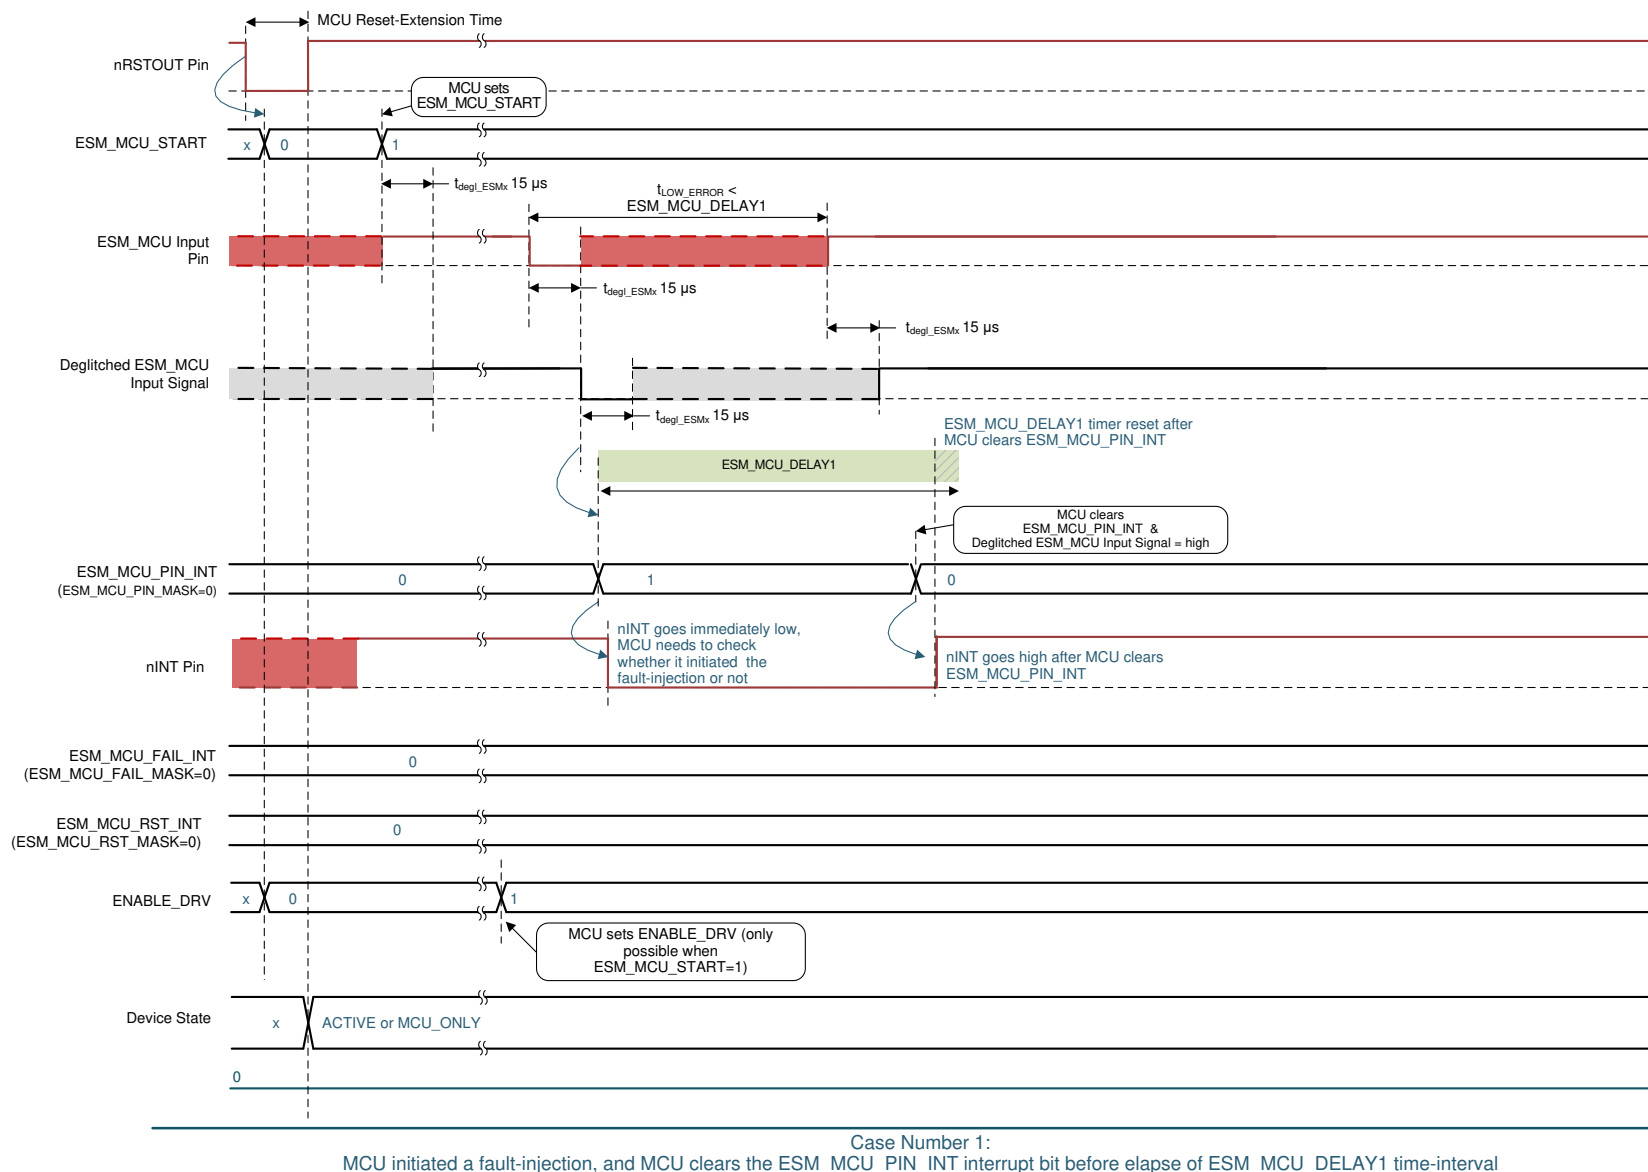 MCU Reset-Extension Time
nRSTOUT Pin
MCU sets
ESM_MCU_START
ESM_MCU_START
x
0
1
tdegl_ESMx 15 µs
tLOW_ERROR <
ESM_MCU_DELAY1
ESM_MCU Input
Pin
tdegl_ESMx 15 µs
tdegl_ESMx 15 µs
Deglitched ESM_MCU
Input Signal
tdegl_ESMx 15 µs
ESM_MCU_DELAY1 timer reset after
MCU clears ESM_MCU_PIN_INT
ESM_MCU_DELAY1
MCU clears
ESM_MCU_PIN_INT &
Deglitched ESM_MCU Input Signal = high
ESM_MCU_PIN_INT
(ESM_MCU_PIN_MASK=0)
0
1
0
nINT Pin
nINT goes immediately low,
MCU needs to check
whether it initiated the
fault-injection or not
nINT goes high after MCU clears
ESM_MCU_PIN_INT
ESM_MCU_FAIL_INT
(ESM_MCU_FAIL_MASK=0)
0
ESM_MCU_RST_INT
(ESM_MCU_RST_MASK=0)
0
ENABLE_DRV
x
0
1
MCU sets ENABLE_DRV (only
possible when
ESM_MCU_START=1)
Device State
x
ACTIVE or MCU_ONLY
0
Case Number 1:
MCU initiated a fault-injection, and MCU clears the ESM_MCU_PIN_INT interrupt bit before elapse of ESM_MCU_DELAY1 time-interval